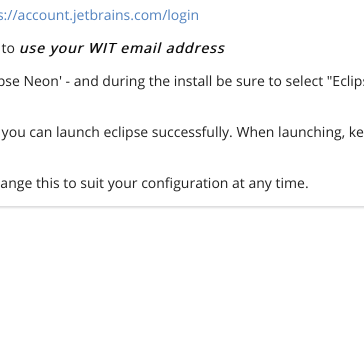 s://account.jetbrains.com/login
to use your WIT email address
pse Neon' - and during the install be sure to select "Eclip
you can launch eclipse successfully. When launching, ke
ange this to suit your configuration at any time.